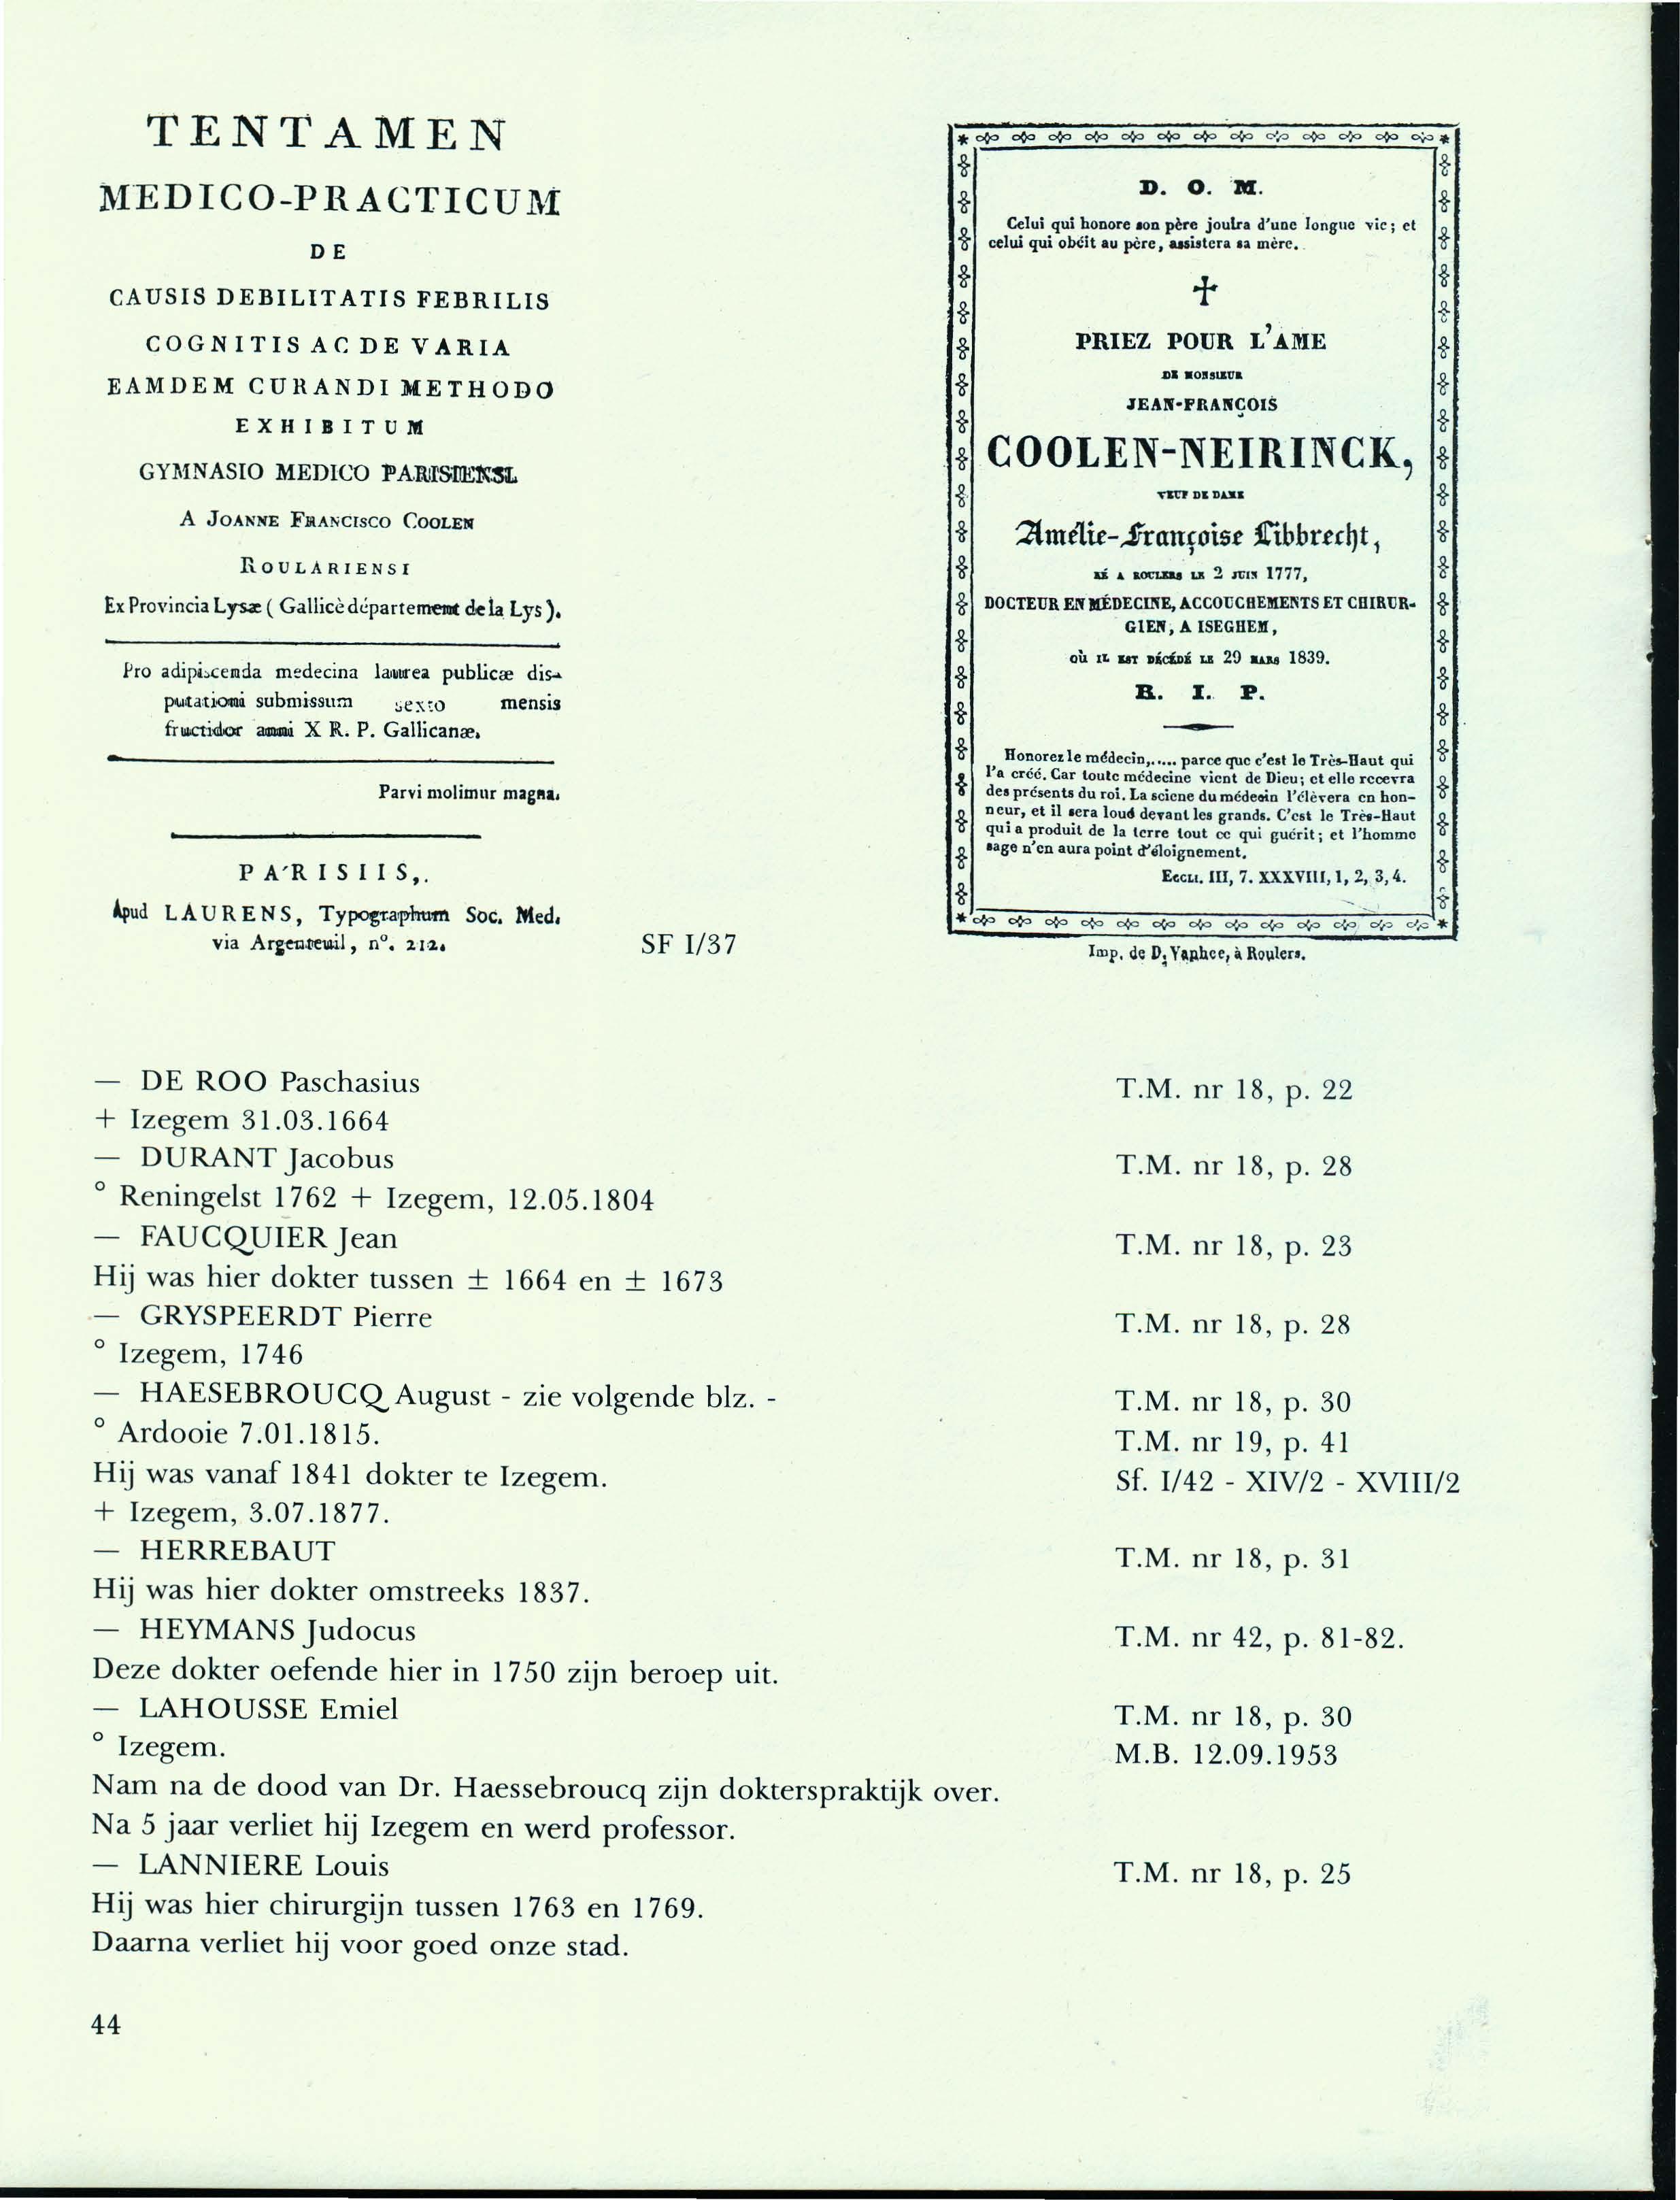 TENTAMEN
MEDICO-PRACTICUM
DE
CAUSIS DEBILITATIS FEBRILIS
COGNITIS AC DE VARIA
EAMDEM CURANDI METHODO
EXHIBITUM
GYMNASIO MEDICO PARISIENSI.
A JOANNE FRANCISCO COOLEN
ROULARIENSI
Ex Provincia Lysæ ( Gallicè département de la Lys ).
Pro adipiscenda medecina laurea publicæ dis-
putationi submissum sexto mensis
fructidor anni X R. P. Gallicanæ.
Parvi molimur magna.
PARISIIS,.
Apud LAURENS, Typographum Soc. Med.
via Argenteuil, n°. 212.
SF I/37
D. O. M.
Celui qui honore son père jouira d'une longue vie; et
celui qui obéit au père, assistera sa mère.
PRIEZ POUR L'AME
DE MONSIEUR
JEAN-FRANÇOIS
COOLEN-NEIRINCK,
VEUF DE DAME
Amélie-Françoise Libbrecht,
NÉ A ROULERS LE 2 JUIN 1777,
DOCTEUR EN MÉDECINE, ACCOUCHEMENTS ET CHIRUR-
GIEN, A ISEGHEM,
où IL EST DÉCÉDÉ LE 29 MARS 1839.
R. I. P.
Honorez le médecin,..... parce que c'est le Très-Haut qui
l'a créé. Car toute médecine vient de Dieu; et elle recevra
des présents du roi. La sciene du médecin l'élèvera en hon-
neur, et il sera loué devant les grands. C'est le Très-Haut
qui a produit de la terre tout ce qui guérit; et l'homme
sage n'en aura point d'éloignement.
ECCLI. III, 7. XXXVIII, 1, 2, 3, 4.
Imp. de D. Vanhee, à Roulers.
— DE ROO Paschasius T.M. nr 18, p. 22
+ Izegem 31.03.1664
— DURANT Jacobus T.M. nr 18, p. 28
° Reningelst 1762 + Izegem, 12.05.1804
— FAUCQUIER Jean T.M. nr 18, p. 23
Hij was hier dokter tussen ± 1664 en ± 1673
— GRYSPEERDT Pierre T.M. nr 18, p. 28
° Izegem, 1746
— HAESEBROUCQ August - zie volgende blz. - T.M. nr 18, p. 30
° Ardooie 7.01.1815. T.M. nr 19, p. 41
Hij was vanaf 1841 dokter te Izegem. Sf. I/42 - XIV/2 - XVIII/2
+ Izegem, 3.07.1877.
— HERREBAUT T.M. nr 18, p. 31
Hij was hier dokter omstreeks 1837.
— HEYMANS Judocus T.M. nr 42, p. 81-82.
Deze dokter oefende hier in 1750 zijn beroep uit.
— LAHOUSSE Emiel T.M. nr 18, p. 30
° Izegem. M.B. 12.09.1953
Nam na de dood van Dr. Haessebroucq zijn dokterspraktijk over.
Na 5 jaar verliet hij Izegem en werd professor.
— LANNIERE Louis T.M. nr 18, p. 25
Hij was hier chirurgijn tussen 1763 en 1769.
Daarna verliet hij voor goed onze stad.
44